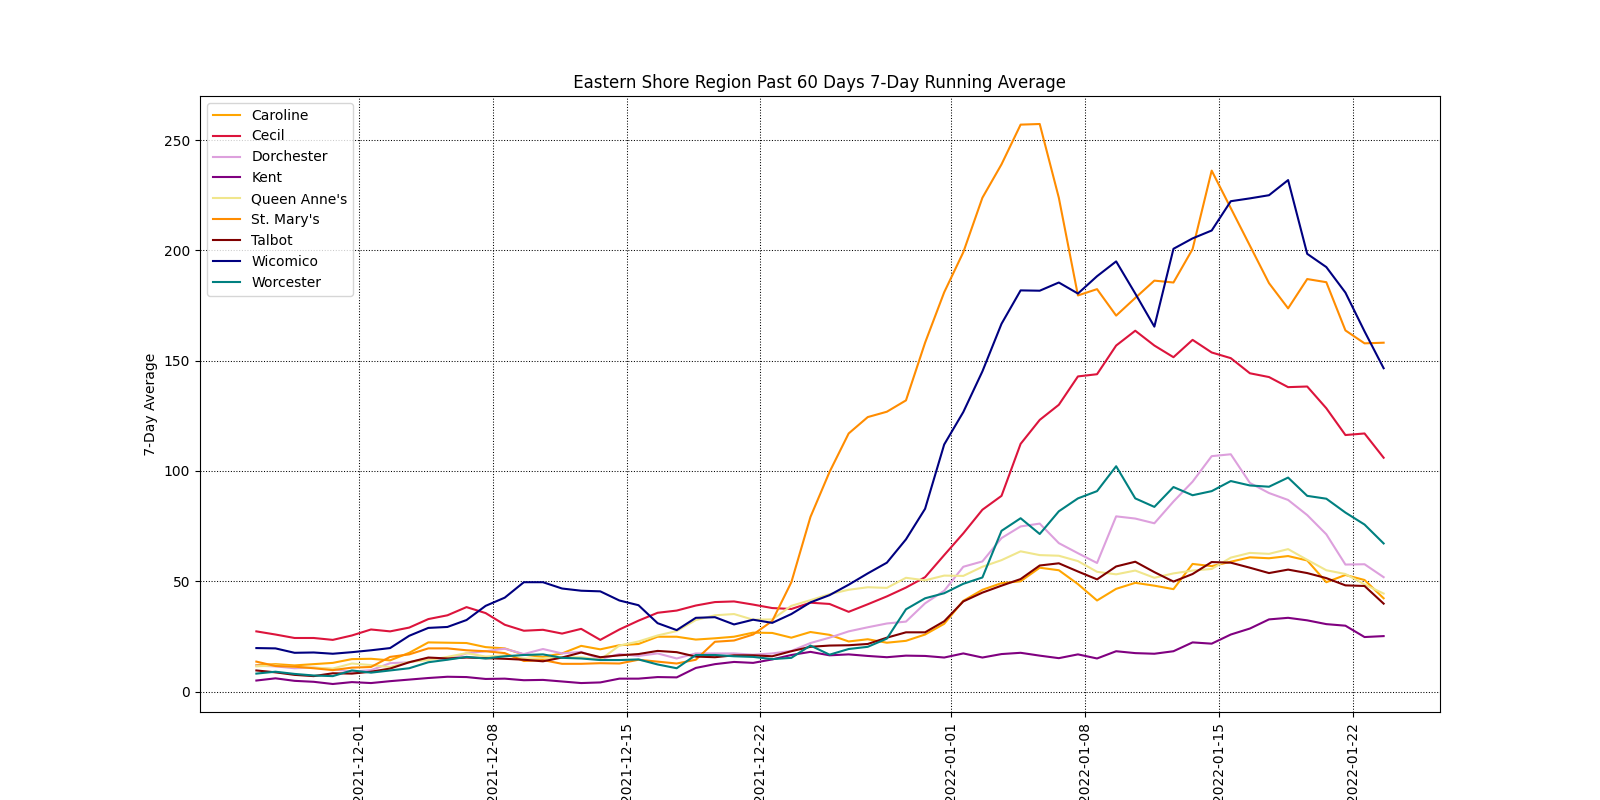 Eastern Shore Region Past 60 Days 7-Day Running Average
Caroline
Cecil
Dorchester
Kent
Queen Anne's
St. Mary's
Talbot
Wicomico
Worcester
250
200
150
100
50
0
7-Day Average
2021-12-01
2021-12-08
2021-12-15
2021-12-22
2022-01-01
2022-01-08
2022-01-15
2022-01-22